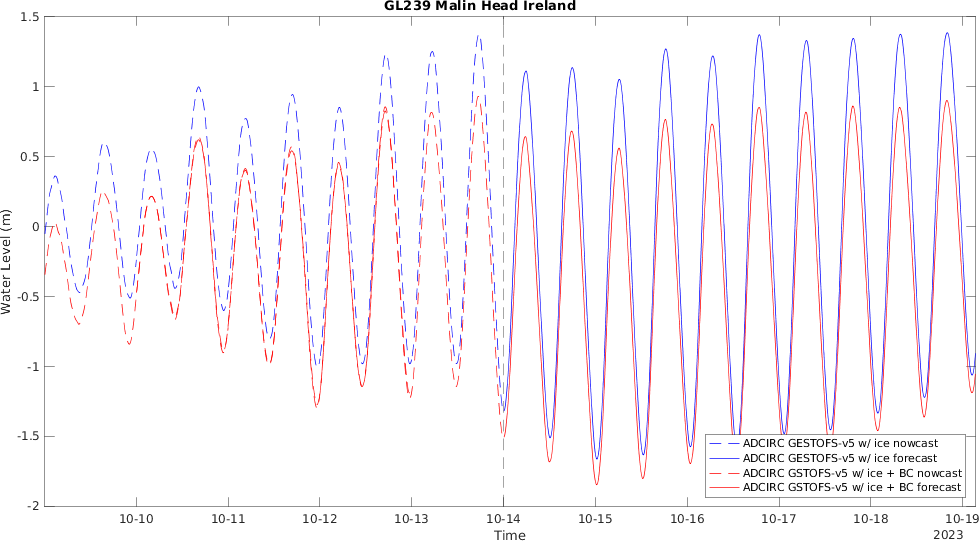 GL239 Malin Head Ireland
1.5
1
0.5
0
-0.5
-1
-1.5
-2
Water Level (m)
ADCIRC GESTOFS-v5 w/ ice nowcast
ADCIRC GESTOFS-v5 w/ ice forecast
ADCIRC GSTOFS-v5 w/ ice + BC nowcast
ADCIRC GSTOFS-v5 w/ ice + BC forecast
10-10 10-11 10-12 10-13 10-14 10-15 10-16 10-17 10-18 10-19
Time
2023